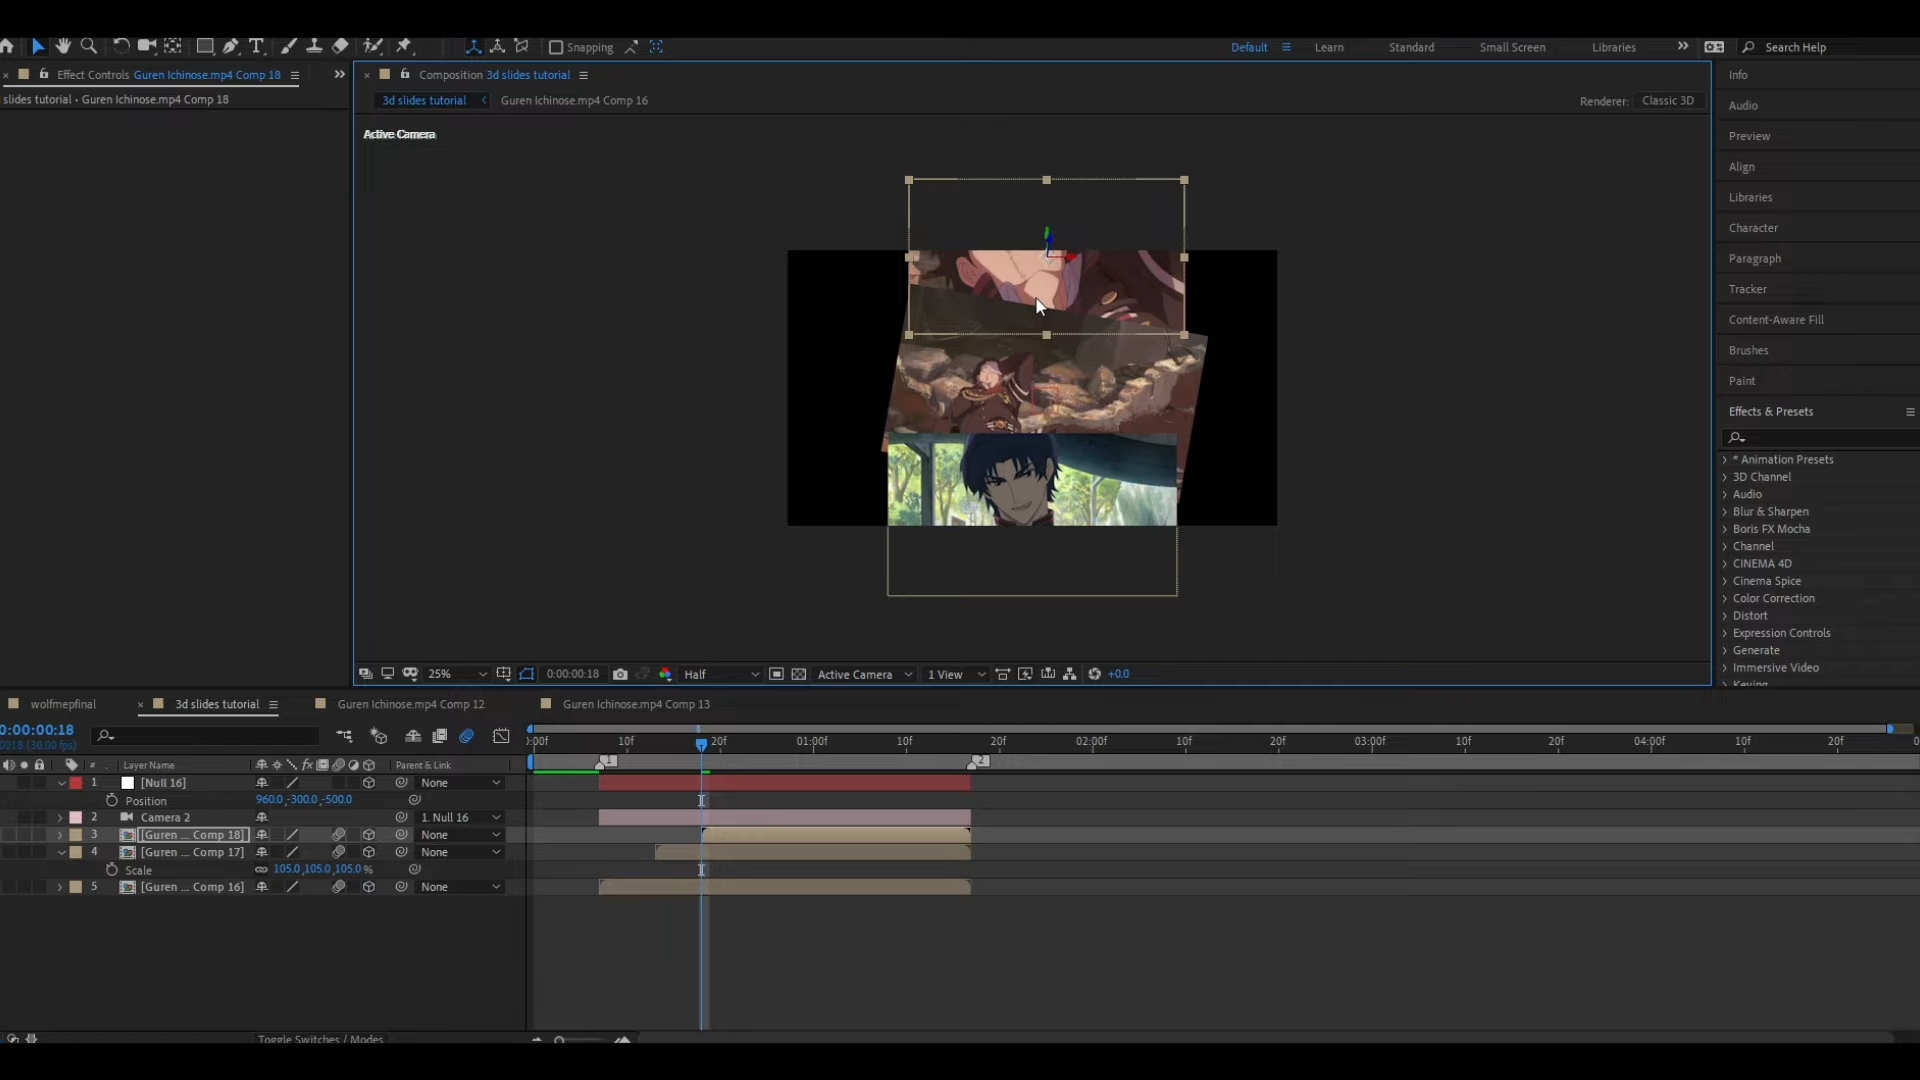 Snapping
Default
Learn
Standard
Small Screen
Libraries
Search Help
Effect Controls Guren Ichinose.mp4 Comp 18
Composition 3d slides tutorial
Info
slides tutorial • Guren Ichinose.mp4 Comp 18
3d slides tutorial
Guren Ichinose.mp4 Comp 16
Renderer: Classic 3D
Audio
Active Camera
Preview
Align
Libraries
Character
Paragraph
Tracker
Content-Aware Fill
Brushes
Paint
Effects & Presets
* Animation Presets
3D Channel
Audio
Blur & Sharpen
Boris FX Mocha
Channel
CINEMA 4D
Cinema Spice
Color Correction
Distort
Expression Controls
Generate
Immersive Video
Keying
25%
0:00:00:18
Half
Active Camera
1 View
+0.0
wolfmepfinal
3d slides tutorial
Guren Ichinose.mp4 Comp 12
Guren Ichinose.mp4 Comp 13
0:00:00:18
0018 (30.00 fps)
:00f
10f
20f
01:00f
10f
20f
02:00f
10f
20f
03:00f
10f
20f
04:00f
10f
20f
0
# Layer Name
fx
Parent & Link
1
2
1 [Null 16] None
Position 960.0,-300.0,-500.0
2 Camera 2 1. Null 16
3 [Guren ... Comp 18] None
4 [Guren ... Comp 17] None
Scale 105.0,105.0,105.0 %
5 [Guren ... Comp 16] None
Toggle Switches / Modes